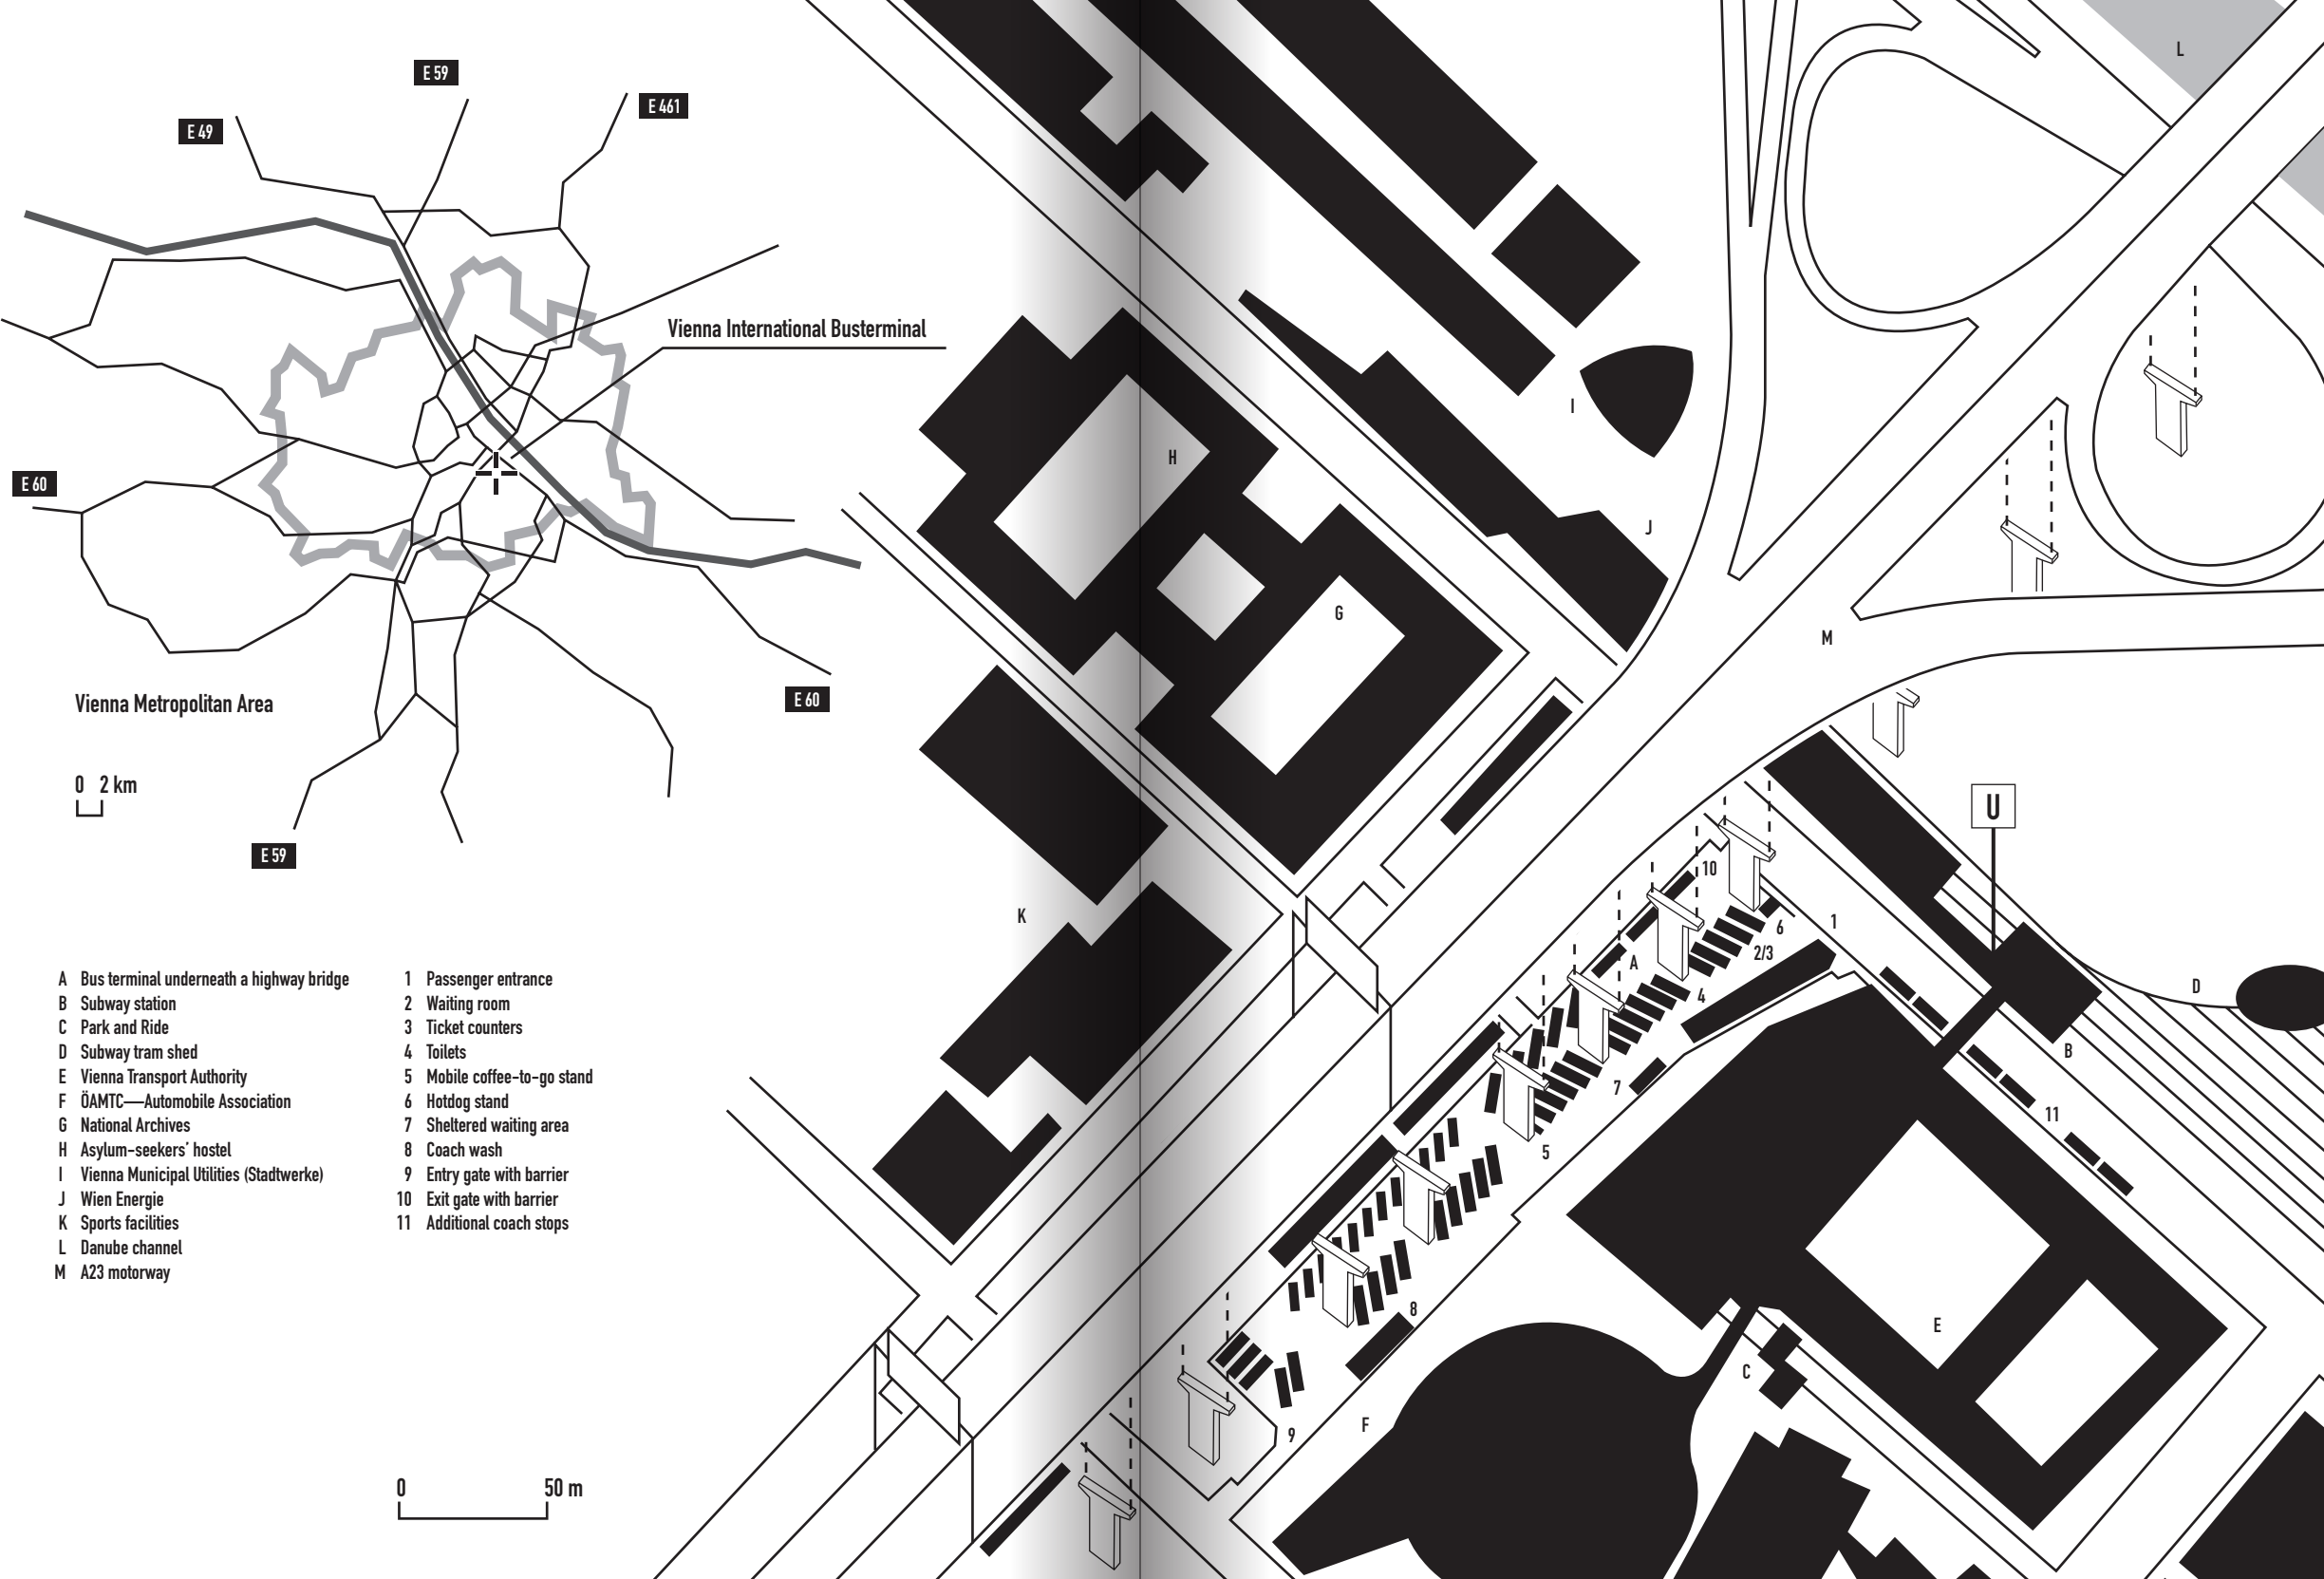 E 59
E 461
E 49
Vienna International Busterminal
E 60
E 60
Vienna Metropolitan Area
0 2 km
E 59
A Bus terminal underneath a highway bridge
B Subway station
C Park and Ride
D Subway tram shed
E Vienna Transport Authority
F ÖAMTC—Automobile Association
G National Archives
H Asylum-seekers’ hostel
I Vienna Municipal Utilities (Stadtwerke)
J Wien Energie
K Sports facilities
L Danube channel
M A23 motorway
1 Passenger entrance
2 Waiting room
3 Ticket counters
4 Toilets
5 Mobile coffee-to-go stand
6 Hotdog stand
7 Sheltered waiting area
8 Coach wash
9 Entry gate with barrier
10 Exit gate with barrier
11 Additional coach stops
0 50 m
L
I
H
J
G
M
U
10
K
1
6
2/3
A
4
D
B
7
11
5
8
E
C
F
9